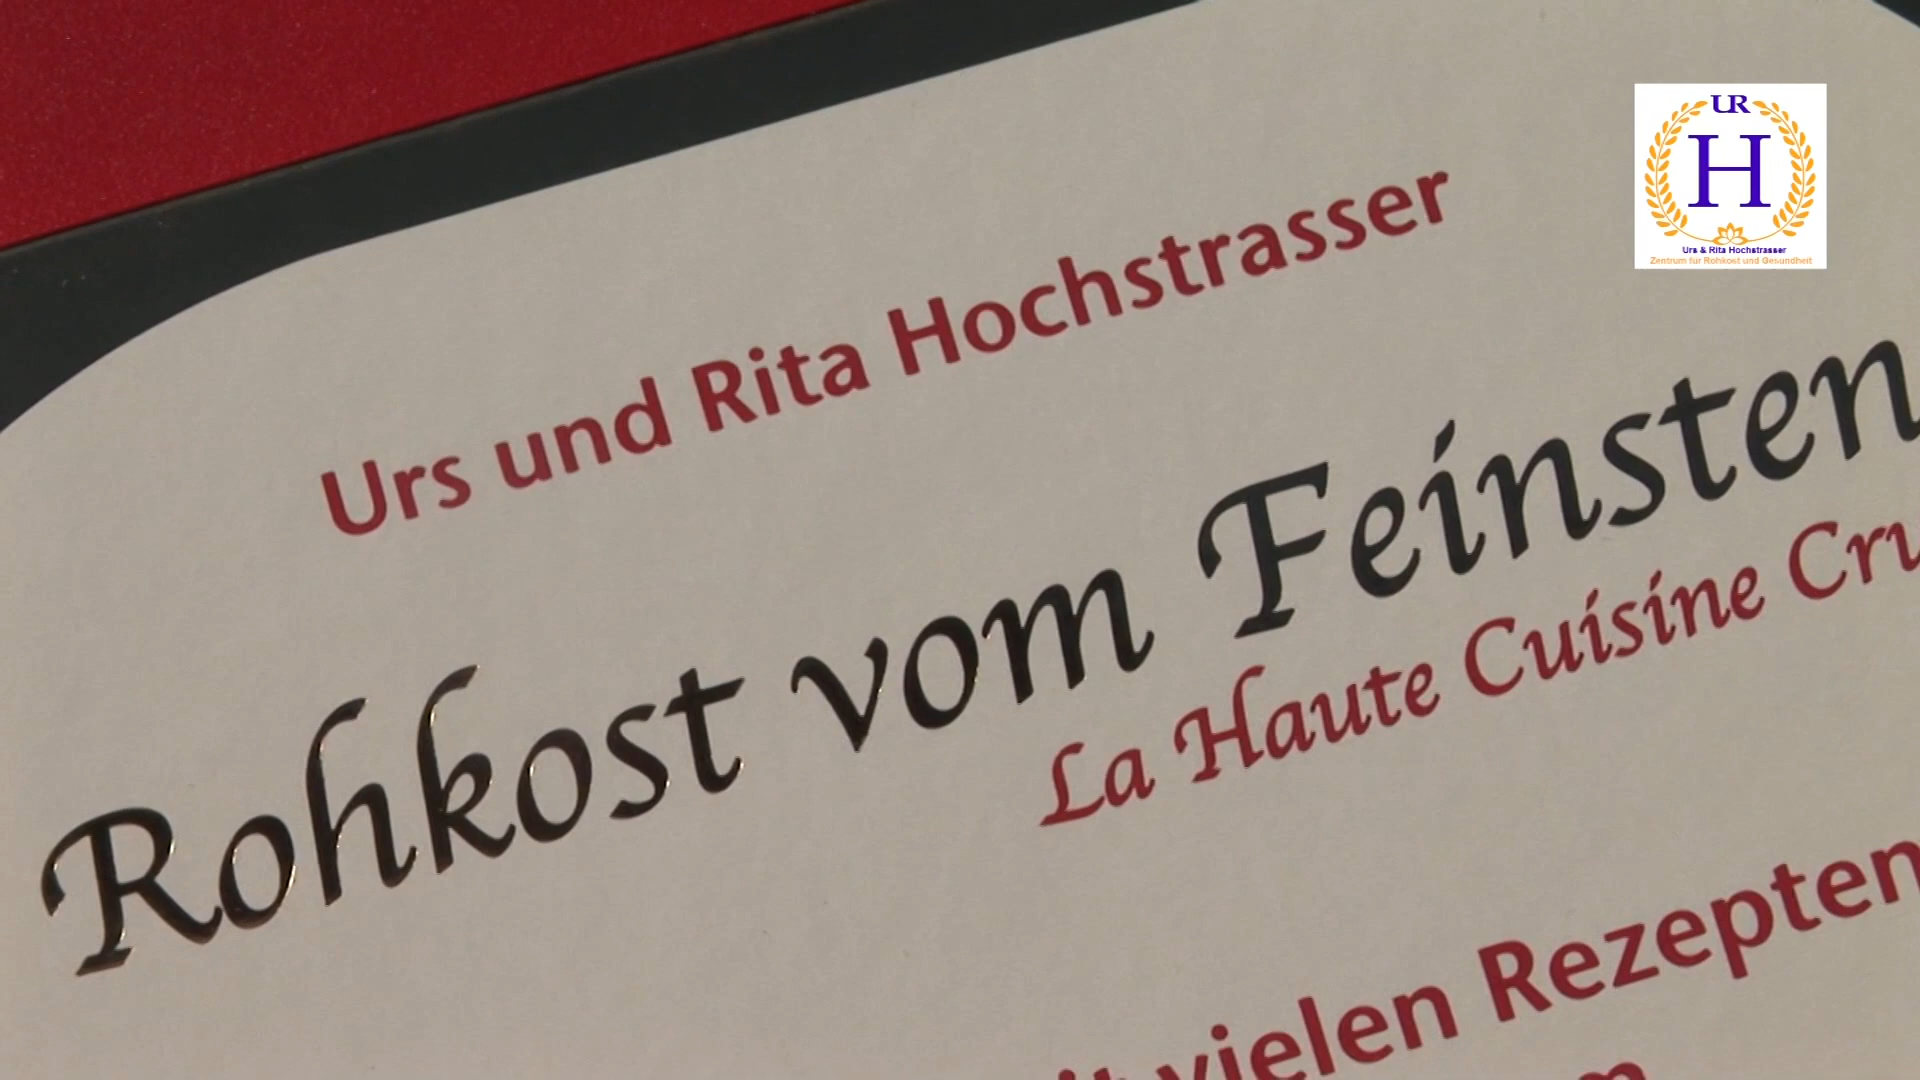 UR
H
Urs & Rita Hochstrasser
Zentrum für Rohkost und Gesundheit
Urs und Rita Hochstrasser
Rohkost vom Feinsten
La Haute Cuisine
vielen Rezepten